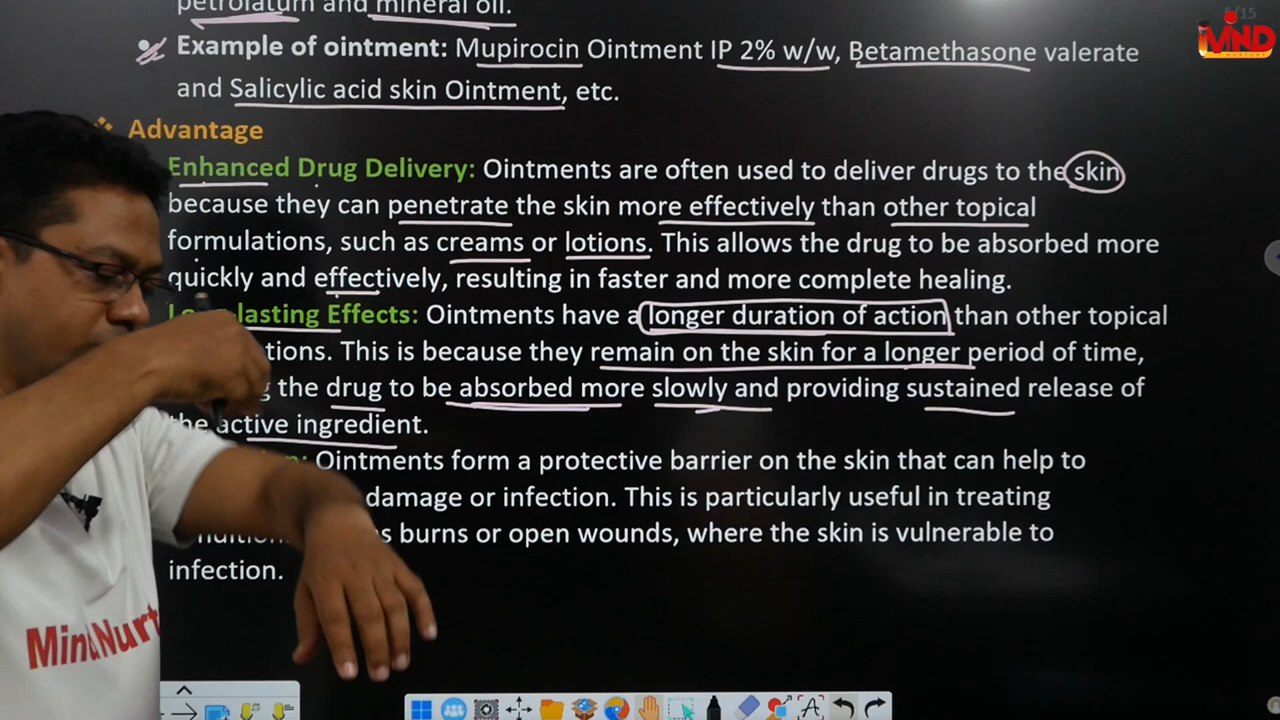 petrolatum and mineral oil.
5/15
MIND
Example of ointment: Mupirocin Ointment IP 2% w/w, Betamethasone valerate
and Salicylic acid skin Ointment, etc.
Advantage
Enhanced Drug Delivery: Ointments are often used to deliver drugs to the skin
because they can penetrate the skin more effectively than other topical
formulations, such as creams or lotions. This allows the drug to be absorbed more
quickly and effectively, resulting in faster and more complete healing.
lasting Effects: Ointments have a longer duration of action than other topical
This is because they remain on the skin for a longer period of time,
the drug to be absorbed more slowly and providing sustained release of
the active ingredient.
Ointments form a protective barrier on the skin that can help to
damage or infection. This is particularly useful in treating
burns or open wounds, where the skin is vulnerable to
infection.
Mind Nurt